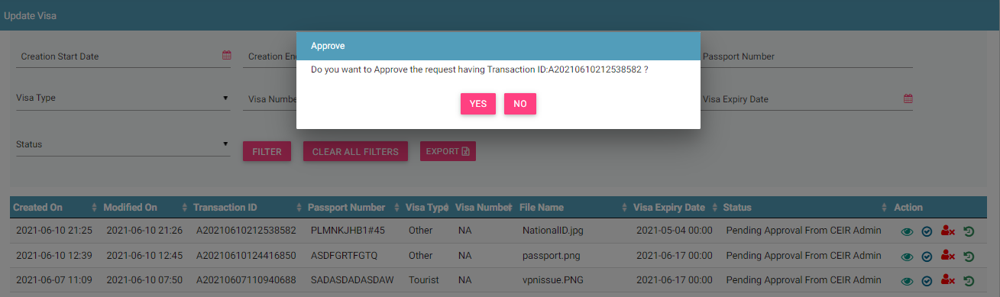 Update Visa
Approve
Do you want to Approve the request having Transaction ID:A20210610212538582 ?
YES NO
Creation Start Date Creation En Passport Number
Visa Type Visa Numbe Visa Expiry Date
Status FILTER CLEAR ALL FILTERS EXPORT
Created On Modified On Transaction ID Passport Number Visa Type Visa Number File Name Visa Expiry Date Status Action
2021-06-10 21:25 2021-06-10 21:26 A20210610212538582 PLMNKJHB1#45 Other NA NationalID.jpg 2021-05-04 00:00 Pending Approval From CEIR Admin
2021-06-10 12:39 2021-06-10 12:45 A20210610124416850 ASDFGRTFGTQ Other NA passport.png 2021-06-17 00:00 Pending Approval From CEIR Admin
2021-06-07 11:09 2021-06-10 07:50 A20210607110940688 SADASDADASDAW Tourist NA vpnissue.PNG 2021-06-17 00:00 Pending Approval From CEIR Admin